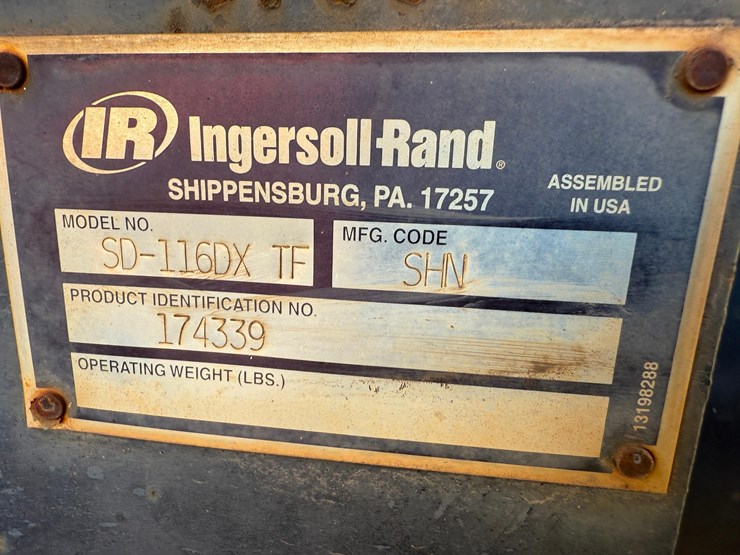 IR Ingersoll-Rand®
SHIPPENSBURG, PA. 17257
ASSEMBLED
IN USA
MODEL NO.
SD-116DX TF
MFG. CODE
SHN
PRODUCT IDENTIFICATION NO.
174339
OPERATING WEIGHT (LBS.)
13198288